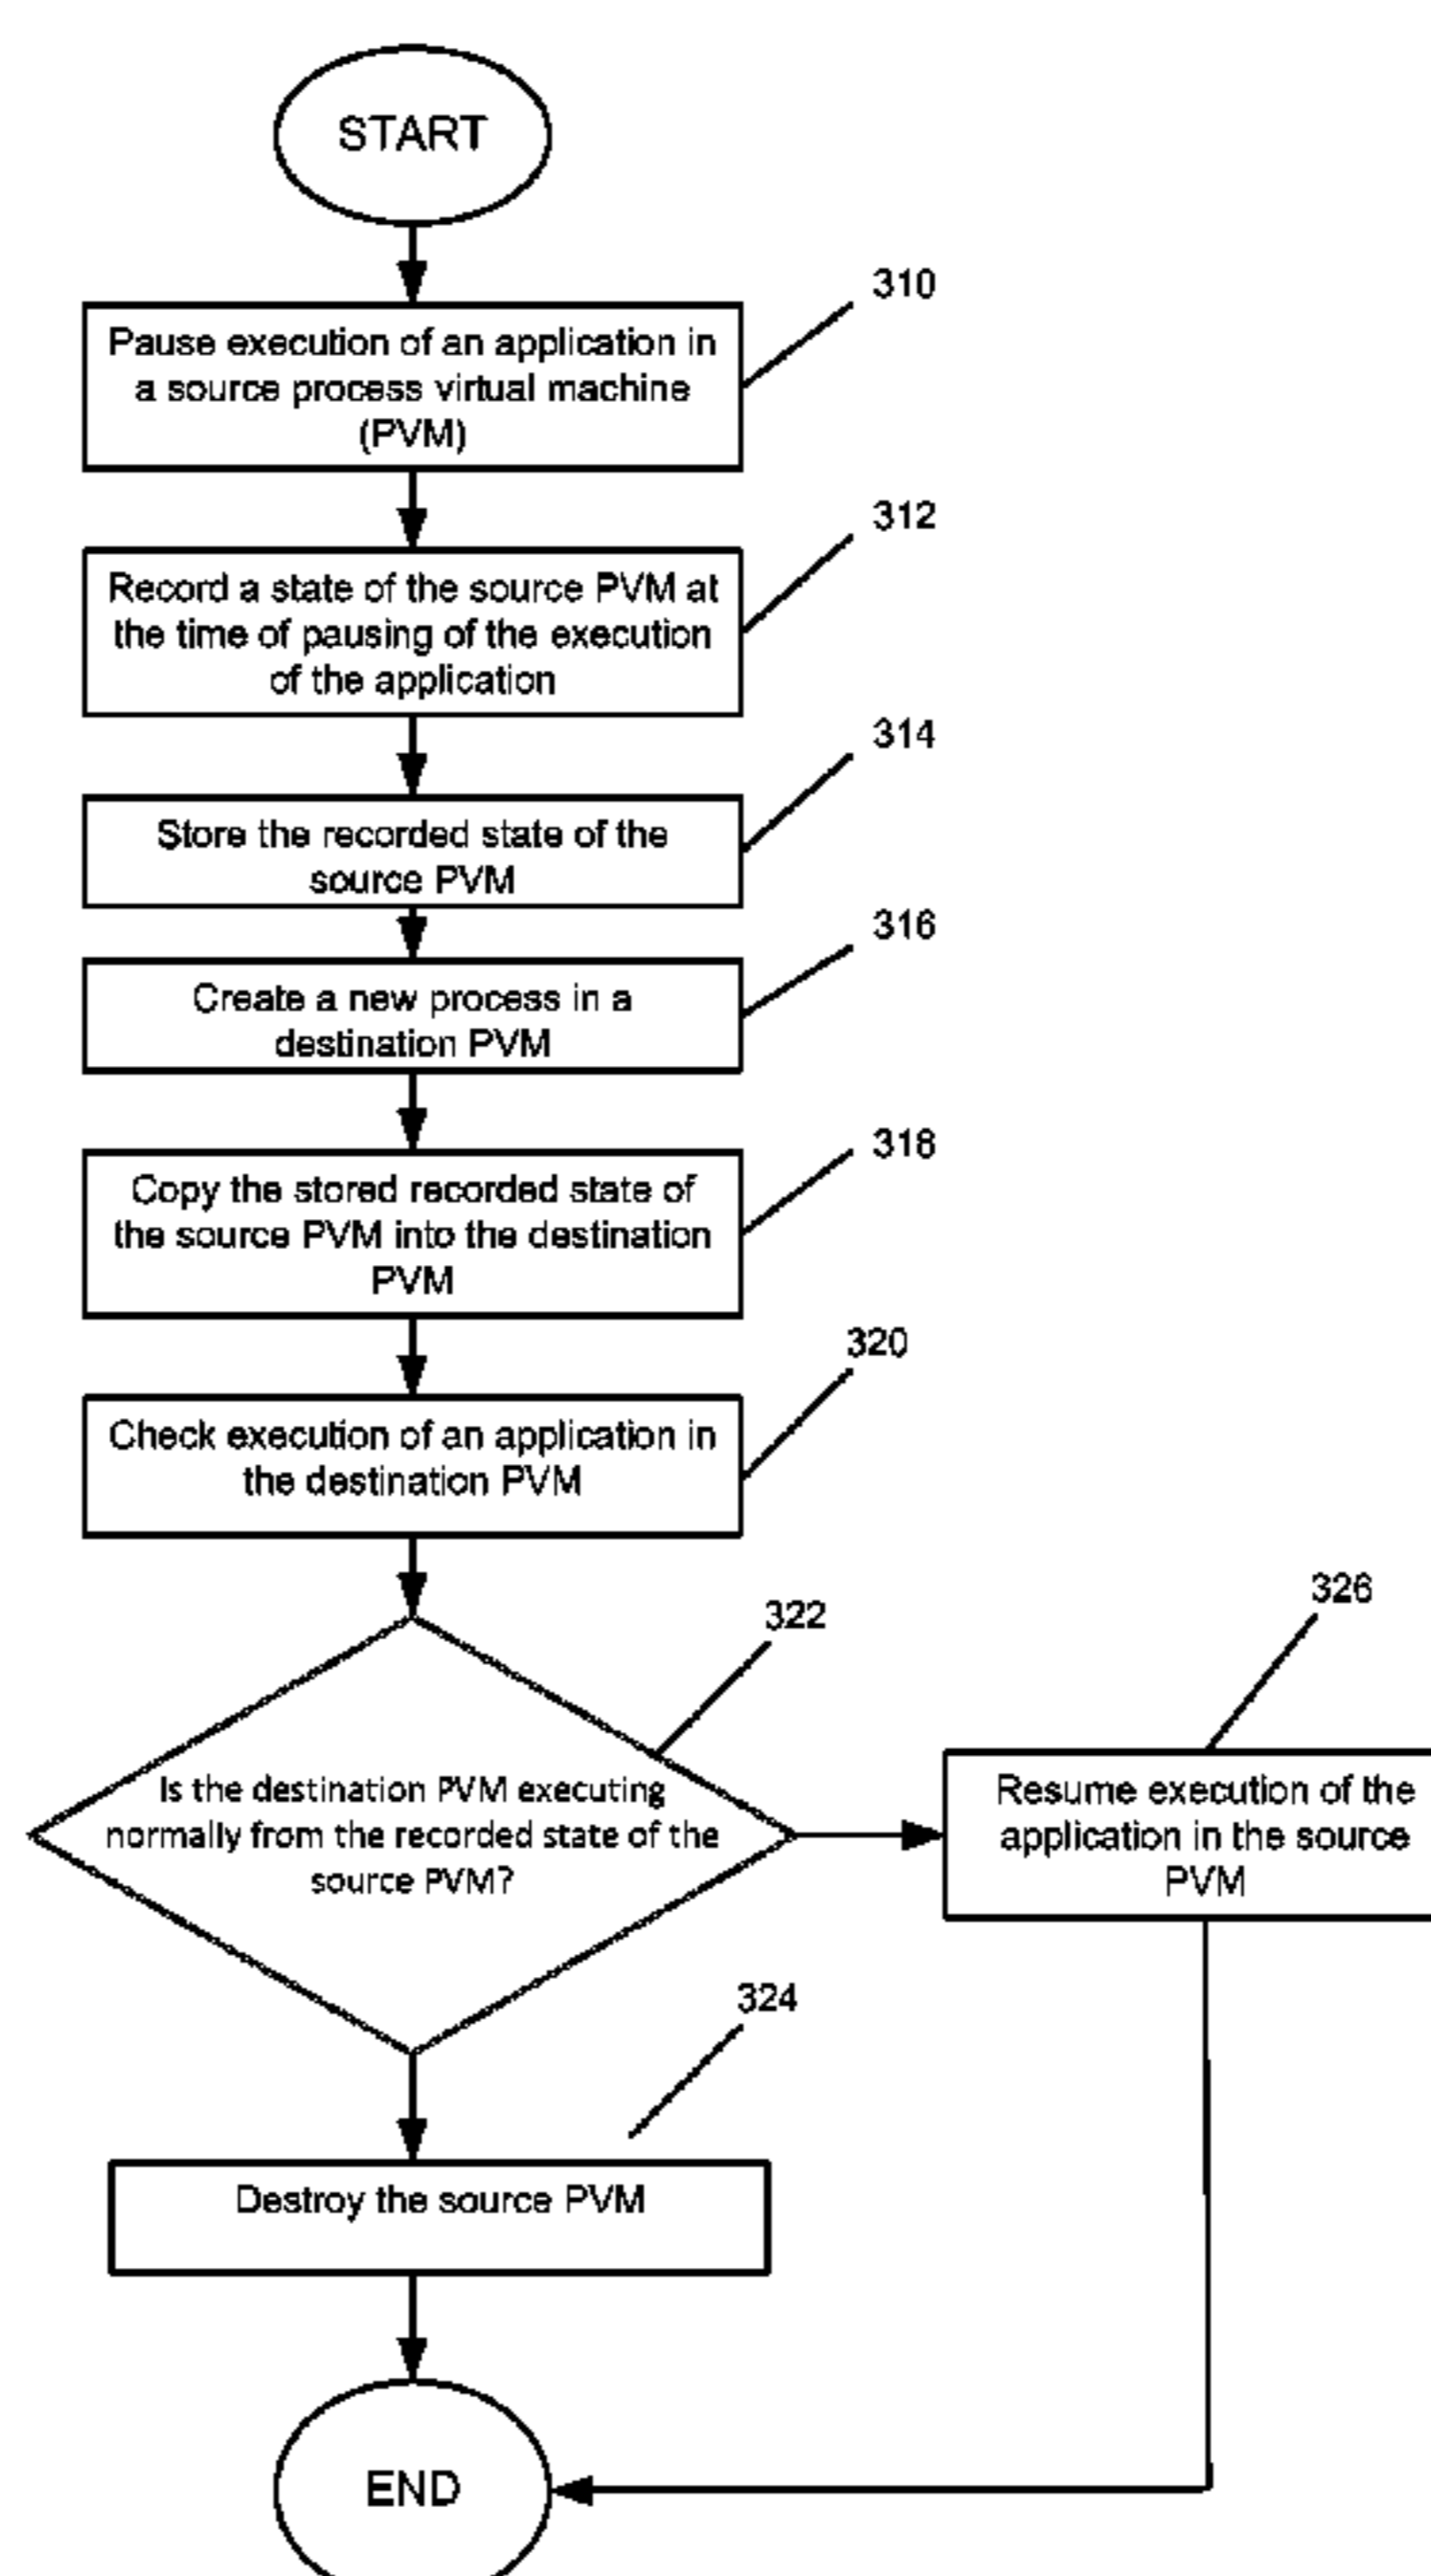 START
310
Pause execution of an application in
a source process virtual machine
(PVM)
312
Record a state of the source PVM at
the time of pausing of the execution
of the application
314
Store the recorded state of the
source PVM
316
Create a new process in a
destination PVM
318
Copy the stored recorded state of
the source PVM into the destination
PVM
320
Check execution of an application in
the destination PVM
322
Is the destination PVM executing
normally from the recorded state of the
source PVM?
326
Resume execution of the
application in the source
PVM
324
Destroy the source PVM
END